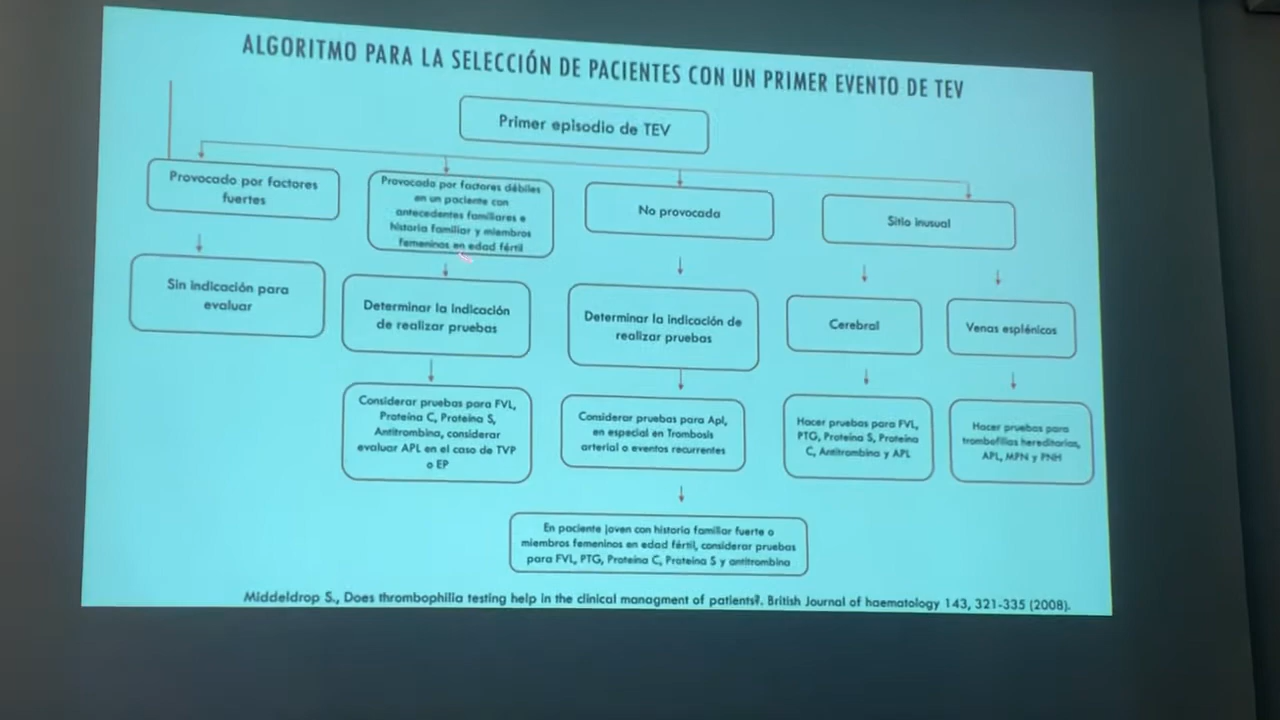 ALGORITMO PARA LA SELECCIÓN DE PACIENTES CON UN PRIMER EVENTO DE TEV
Primer episodio de TEV
Provocado por factores
fuertes
Sin indicación para
evaluar
Provocado por factores débiles
en un paciente con
antecedentes familiares e
historia familiar y miembros
femeninos en edad fértil
Determinar la indicación
de realizar pruebas
Considerar pruebas para FVL,
Proteína C, Proteína S,
Antitrombina, considerar
evaluar APL en el caso de TVP
o EP
No provocada
Determinar la indicación de
realizar pruebas
Considerar pruebas para Apl,
en especial en Trombosis
arterial o eventos recurrentes
En paciente joven con historia familiar fuerte o
miembros femeninos en edad fértil, considerar pruebas
para FVL, PTG, Proteína C, Proteína S y antitrombina
Sitio inusual
Cerebral
Hacer pruebas para FVL,
PTG, Proteína S, Proteína
C, Antitrombina y APL
Venas esplénicos
Hacer pruebas para
trombofilias hereditarias,
APL, MPN y PNH
Middeldrop S., Does thrombophilia testing help in the clinical managment of patients?. British Journal of haematology 143, 321-335 (2008).